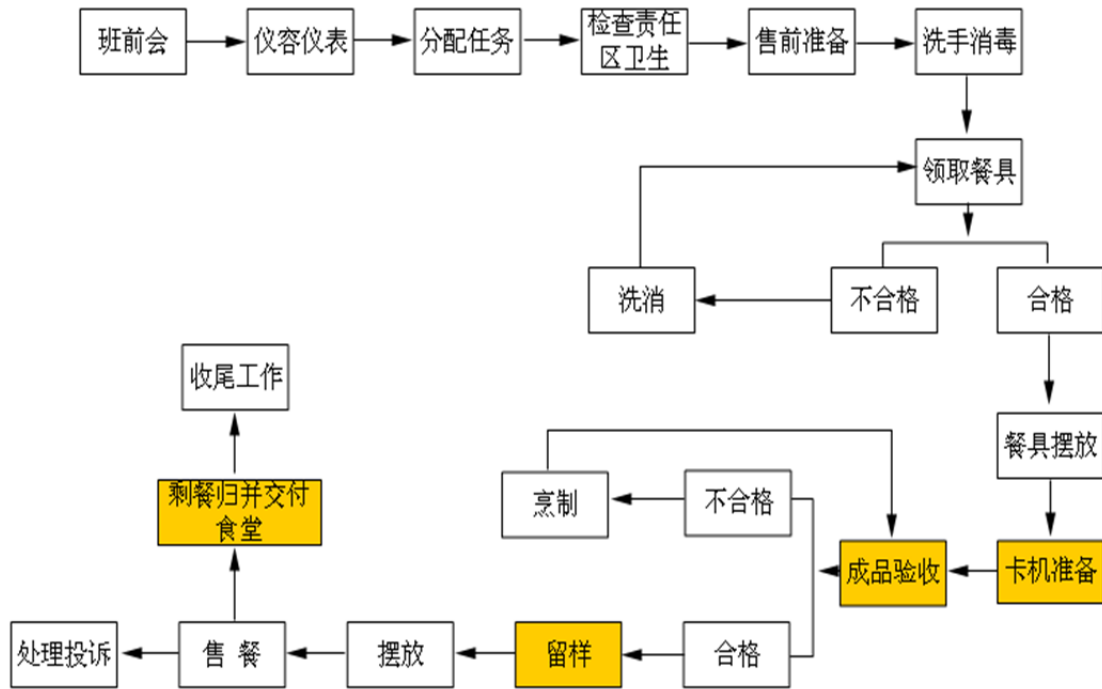 班前会
仪容仪表
分配任务
检查责任
区卫生
售前准备
洗手消毒
领取餐具
洗消
不合格
合格
收尾工作
餐具摆放
剩餐归并交付
食堂
烹制
不合格
成品验收
卡机准备
处理投诉
售 餐
摆放
留样
合格